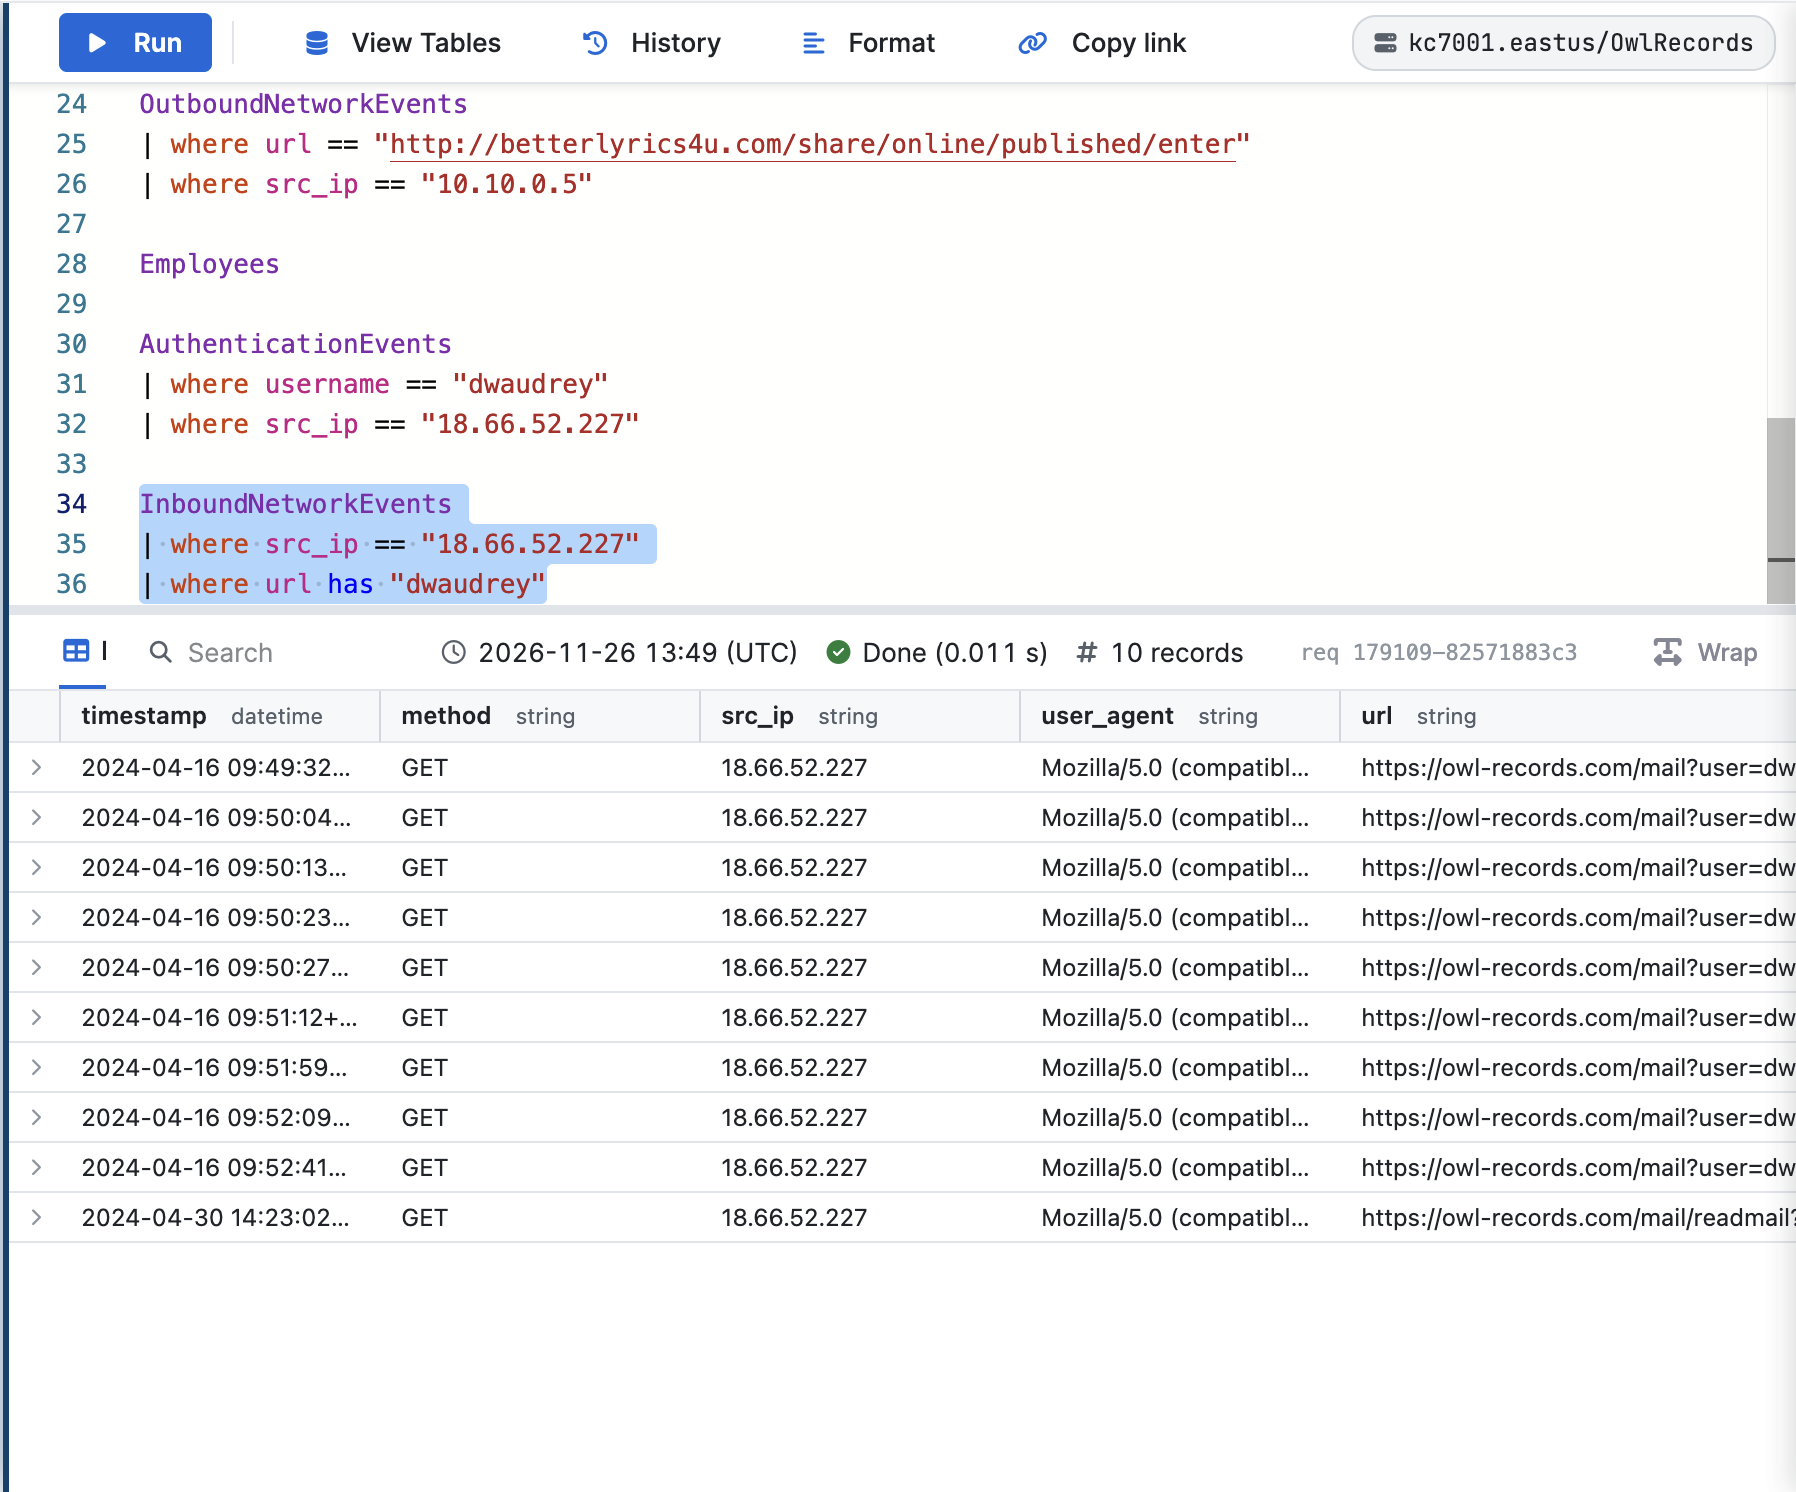 Run View Tables History Format Copy link kc7001.eastus/OwlRecords
24 OutboundNetworkEvents
25 | where url == "http://betterlyrics4u.com/share/online/published/enter"
26 | where src_ip == "10.10.0.5"
27
28 Employees
29
30 AuthenticationEvents
31 | where username == "dwaudrey"
32 | where src_ip == "18.66.52.227"
33
34 InboundNetworkEvents
35 | where src_ip == "18.66.52.227"
36 | where url has "dwaudrey"
Search 2026-11-26 13:49 (UTC) Done (0.011 s) # 10 records req 179109-82571883c3 Wrap
timestamp datetime method string src_ip string user_agent string url string
2024-04-16 09:49:32... GET 18.66.52.227 Mozilla/5.0 (compatibl... https://owl-records.com/mail?user=dw
2024-04-16 09:50:04... GET 18.66.52.227 Mozilla/5.0 (compatibl... https://owl-records.com/mail?user=dw
2024-04-16 09:50:13... GET 18.66.52.227 Mozilla/5.0 (compatibl... https://owl-records.com/mail?user=dw
2024-04-16 09:50:23... GET 18.66.52.227 Mozilla/5.0 (compatibl... https://owl-records.com/mail?user=dw
2024-04-16 09:50:27... GET 18.66.52.227 Mozilla/5.0 (compatibl... https://owl-records.com/mail?user=dw
2024-04-16 09:51:12+... GET 18.66.52.227 Mozilla/5.0 (compatibl... https://owl-records.com/mail?user=dw
2024-04-16 09:51:59... GET 18.66.52.227 Mozilla/5.0 (compatibl... https://owl-records.com/mail?user=dw
2024-04-16 09:52:09... GET 18.66.52.227 Mozilla/5.0 (compatibl... https://owl-records.com/mail?user=dw
2024-04-16 09:52:41... GET 18.66.52.227 Mozilla/5.0 (compatibl... https://owl-records.com/mail?user=dw
2024-04-30 14:23:02... GET 18.66.52.227 Mozilla/5.0 (compatibl... https://owl-records.com/mail/readmail?